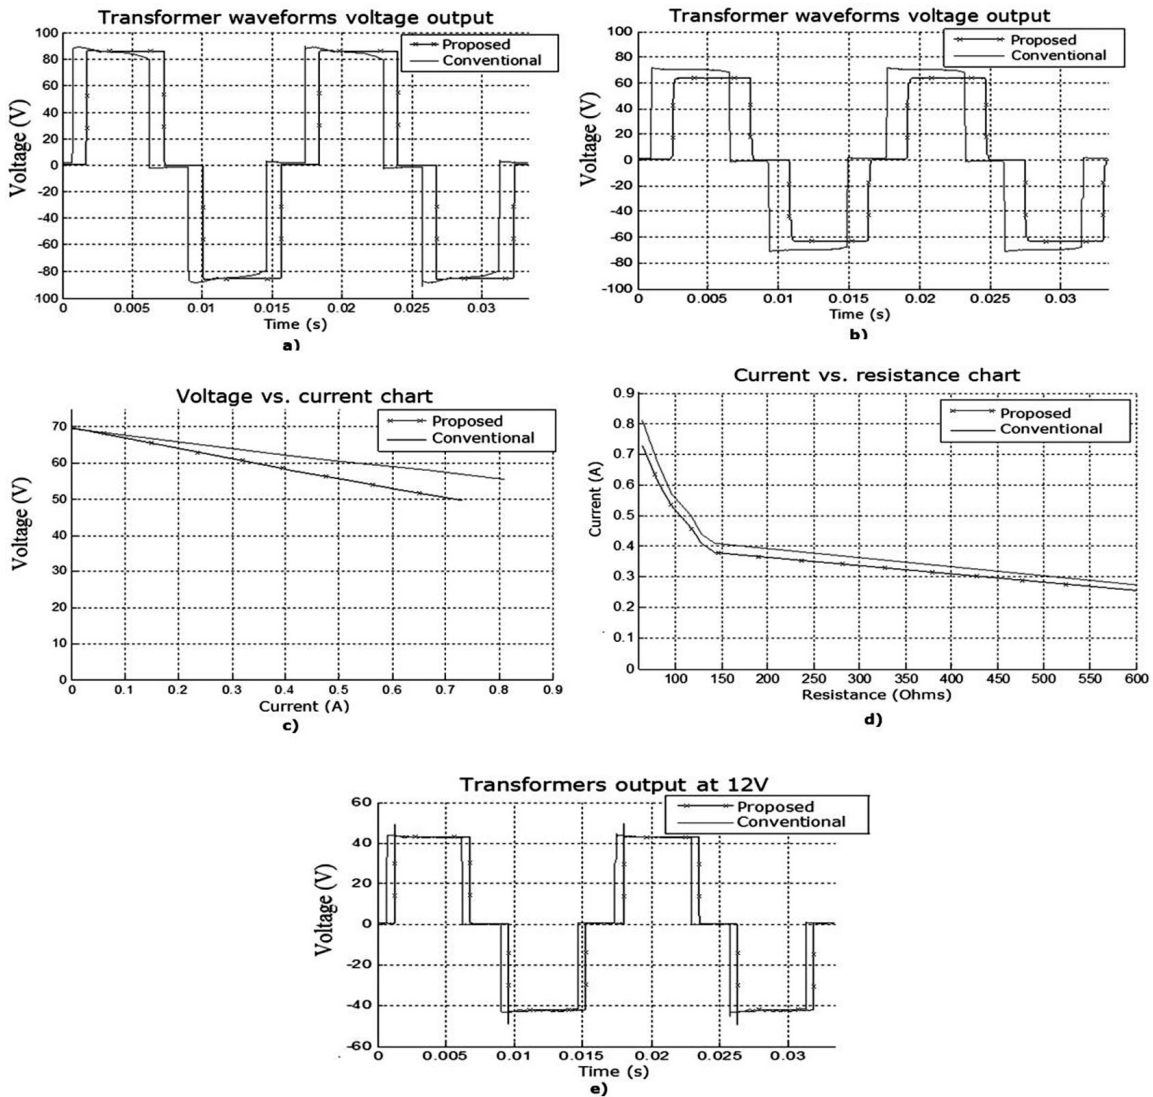 Transformer waveforms voltage output
Proposed
Conventional
Voltage (V)
100
80
60
40
20
0
-20
-40
-60
-80
100
0
0.005
0.01
0.015
0.02
0.025
0.03
Time (s)
a)
Transformer waveforms voltage output
Proposed
Conventional
Voltage (V)
100
80
60
40
20
0
-20
-40
-60
-80
-100
0
0.005
0.01
0.015
0.02
0.025
0.03
Time (s)
b)
Voltage vs. current chart
Proposed
Conventional
Voltage (V)
70
60
50
40
30
20
10
0
0
0.1
0.2
0.3
0.4
0.5
0.6
0.7
0.8
0.9
Current (A)
c)
Current vs. resistance chart
Proposed
Conventional
Current (A)
0.9
0.8
0.7
0.6
0.5
0.4
0.3
0.2
0.1
0
100
150
200
250
300
350
400
450
500
550
600
Resistance (Ohms)
d)
Transformers output at 12V
Proposed
Conventional
Voltage (V)
60
40
20
0
-20
-40
-60
0
0.005
0.01
0.015
0.02
0.025
0.03
Time (s)
e)